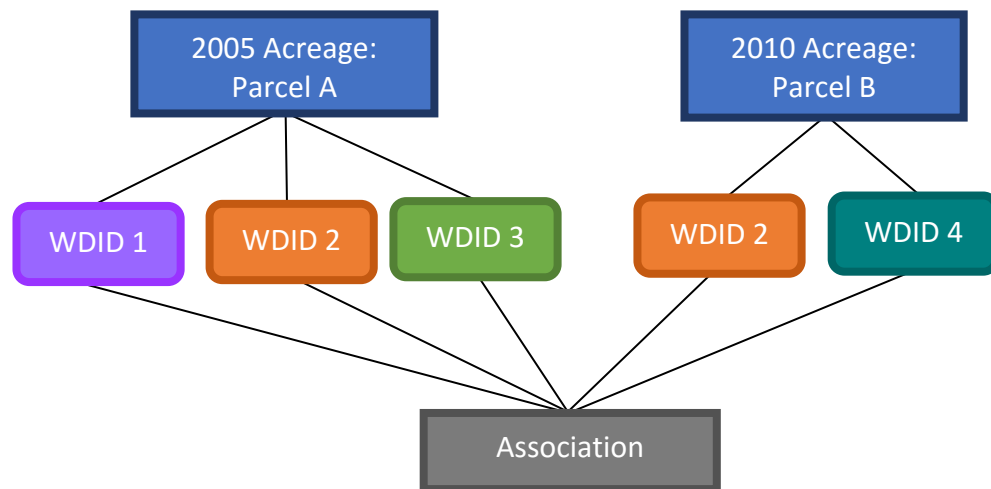 2005 Acreage:
Parcel A
2010 Acreage:
Parcel B
WDID 1
WDID 2
WDID 3
WDID 2
WDID 4
Association